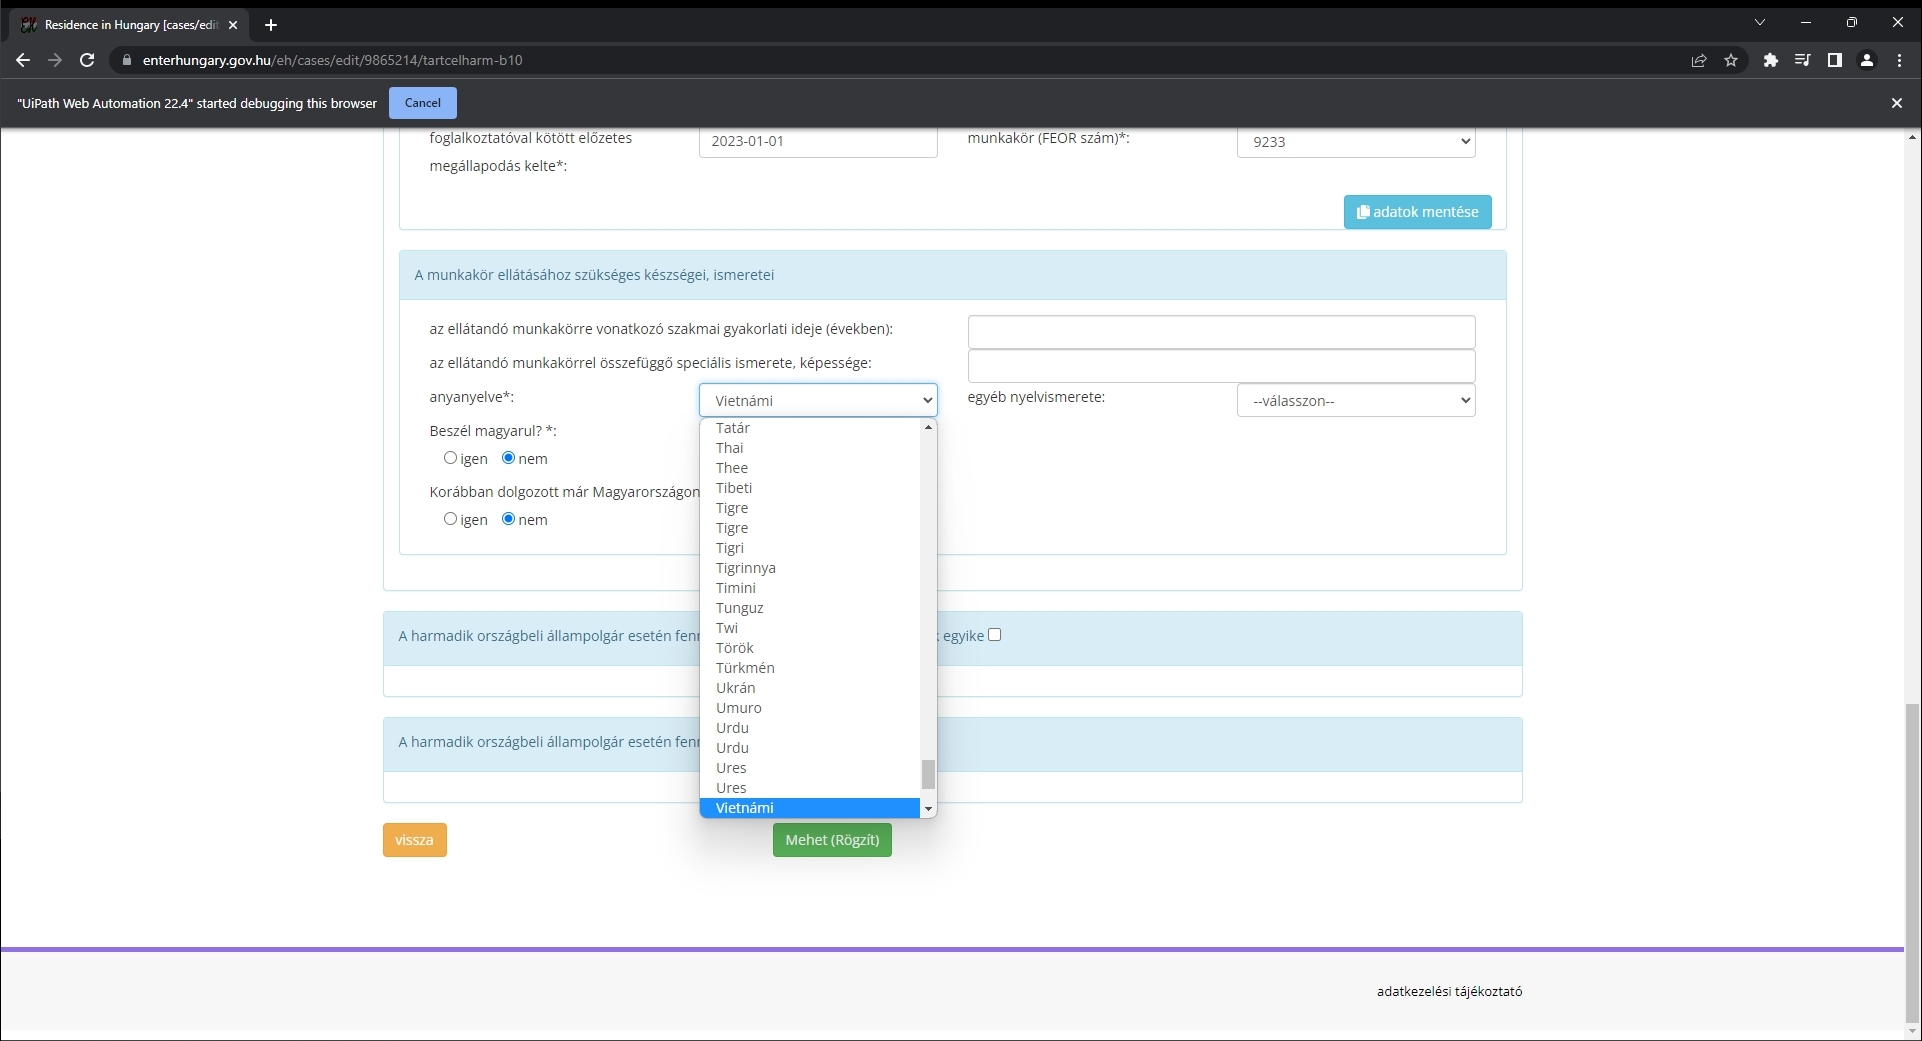 Residence in Hungary [cases/edit
enterhungary.gov.hu/eh/cases/edit/9865214/tartcelharm-b10
"UiPath Web Automation 22.4" started debugging this browser
Cancel
foglalkoztatóval kötött előzetes
megállapodás kelte*:
2023-01-01
munkakör (FEOR szám)*:
9233
adatok mentése
A munkakör ellátásához szükséges készségei, ismeretei
az ellátandó munkakörre vonatkozó szakmai gyakorlati ideje (években):
az ellátandó munkakörrel összefüggő speciális ismerete, képessége:
anyanyelve*:
Vietnámi
egyéb nyelvismerete:
--válasszon--
Beszél magyarul? *:
igen nem
Korábban dolgozott már Magyarországon
igen nem
Tatár
Thai
Thee
Tibeti
Tigre
Tigre
Tigri
Tigrinnya
Timini
Tunguz
Twi
Török
Türkmén
Ukrán
Umuro
Urdu
Urdu
Ures
Ures
Vietnámi
A harmadik országbeli állampolgár esetén egyike
A harmadik országbeli állampolgár esetén
vissza
Mehet (Rögzít)
adatkezelési tájékoztató